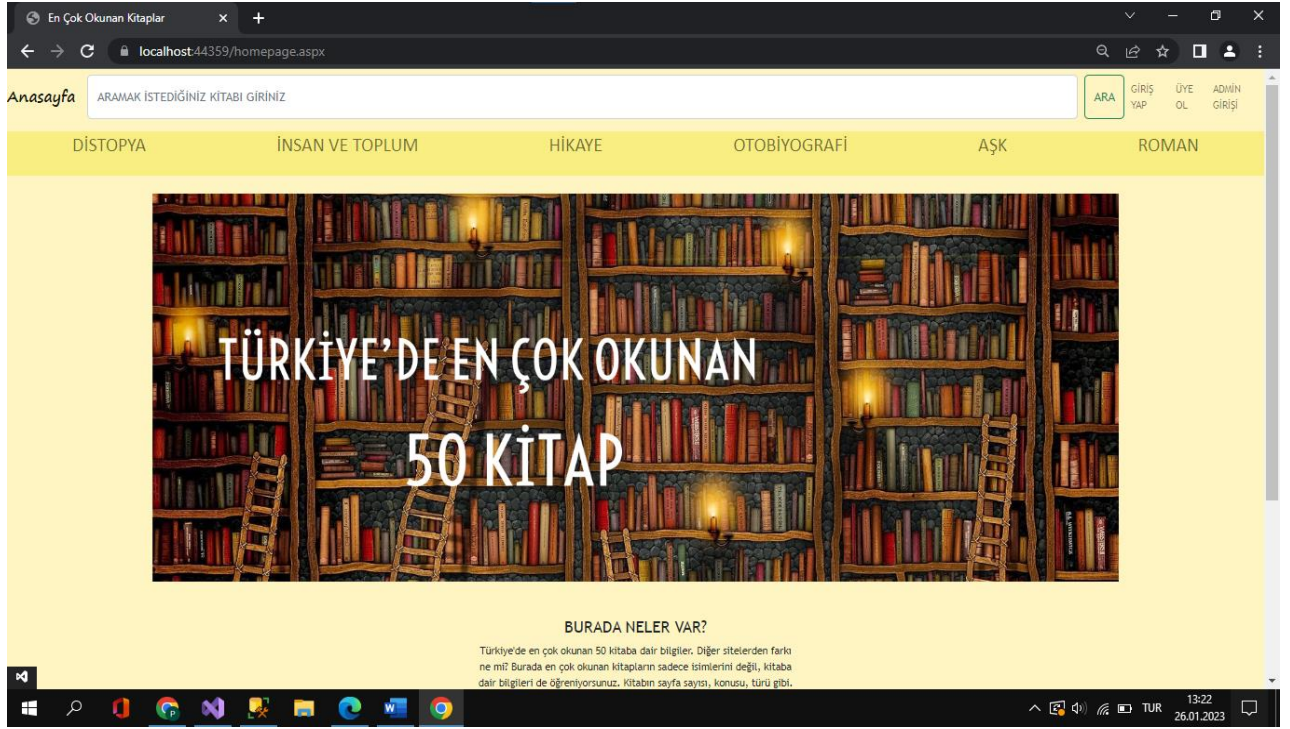 En Çok Okunan Kitaplar
localhost:44359/homepage.aspx
Anasayfa
ARAMAK İSTEDİĞİNİZ KİTABI GİRİNİZ
ARA
GİRİŞ YAP
ÜYE OL
ADMİN GİRİŞİ
DİSTOPYA
İNSAN VE TOPLUM
HİKAYE
OTOBİYOGRAFİ
AŞK
ROMAN
TÜRKİYE'DE EN ÇOK OKUNAN
50 KİTAP
BURADA NELER VAR?
Türkiye'de en çok okunan 50 kitaba dair bilgiler. Diğer sitelerden farkı
ne mi? Burada en çok okunan kitapların sadece isimlerini değil, kitaba
dair bilgileri de öğreniyorsunuz. Kitabın sayfa sayısı, konusu, türü gibi.
TUR
13:22
26.01.2023